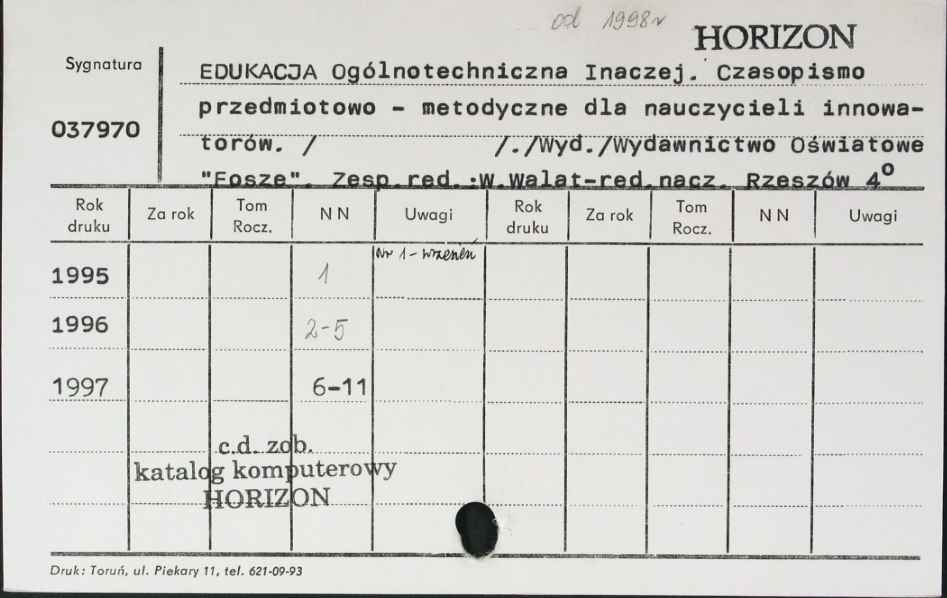 od 1998r
HORIZON
Sygnatura
037970
EDUKACJA Ogólnotechniczna Inaczej. Czasopismo
przedmiotowo - metodyczne dla nauczycieli innowa-
torów. / /./Wyd./Wydawnictwo Oświatowe
"Fosze". Zesp.red.:W.Walat-red.nacz. Rzeszów 4°
Rok druku Za rok Tom Rocz. N N Uwagi Rok druku Za rok Tom Rocz. N N Uwagi
1995 1 Nr 1 - wrzesień
1996 2-5
1997 6-11
c.d. zob.
katalog komputerowy
HORIZON
Druk: Toruń, ul. Piekary 11, tel. 621-09-93